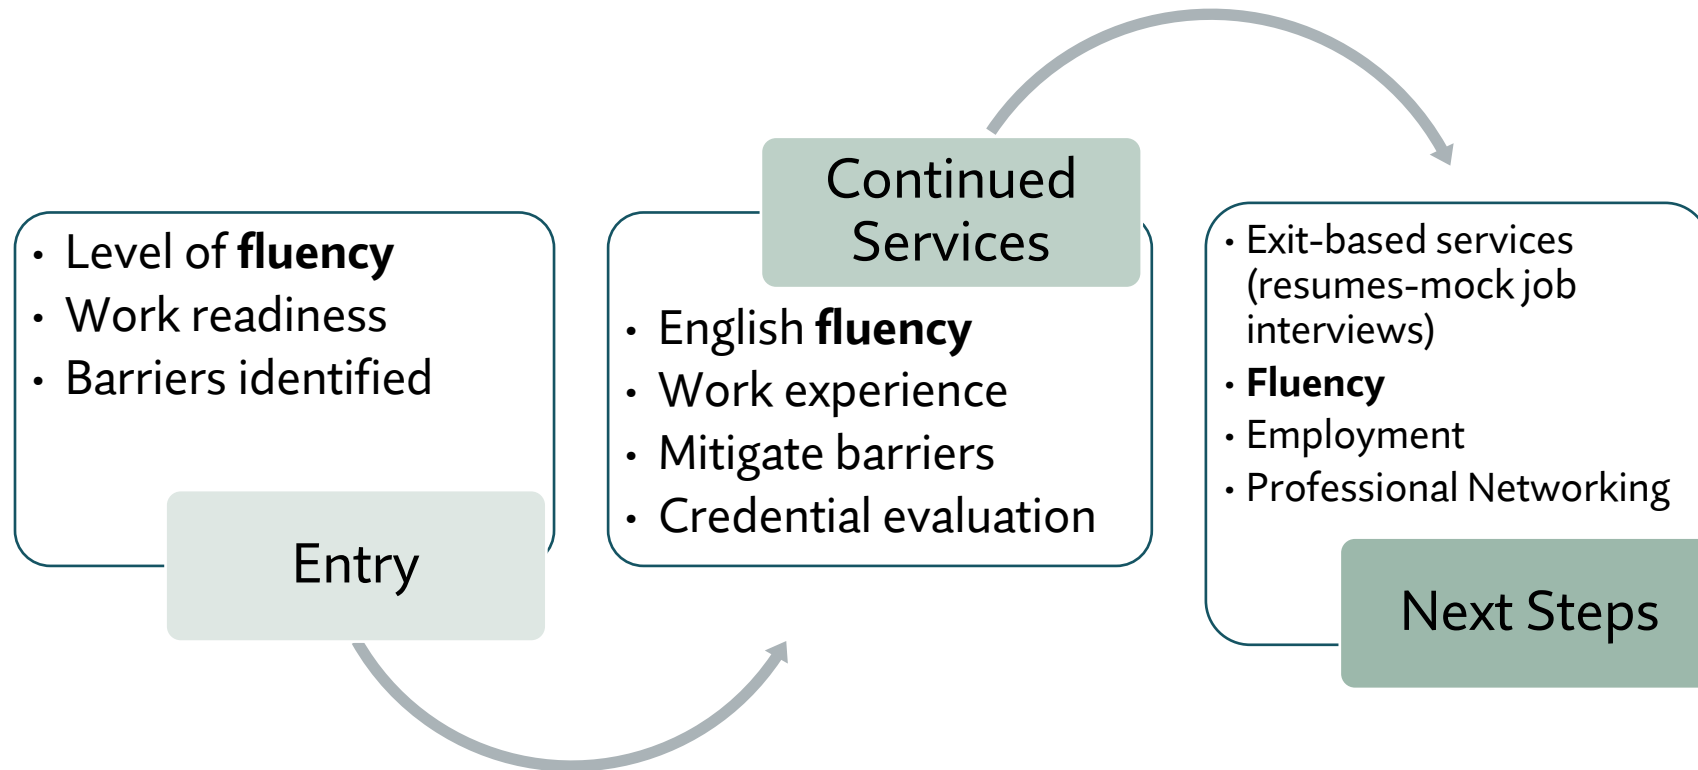 • Level of fluency
• Work readiness
• Barriers identified
Entry
Continued
Services
• English fluency
• Work experience
• Mitigate barriers
• Credential evaluation
• Exit-based services
(resumes-mock job
interviews)
• Fluency
• Employment
• Professional Networking
Next Steps